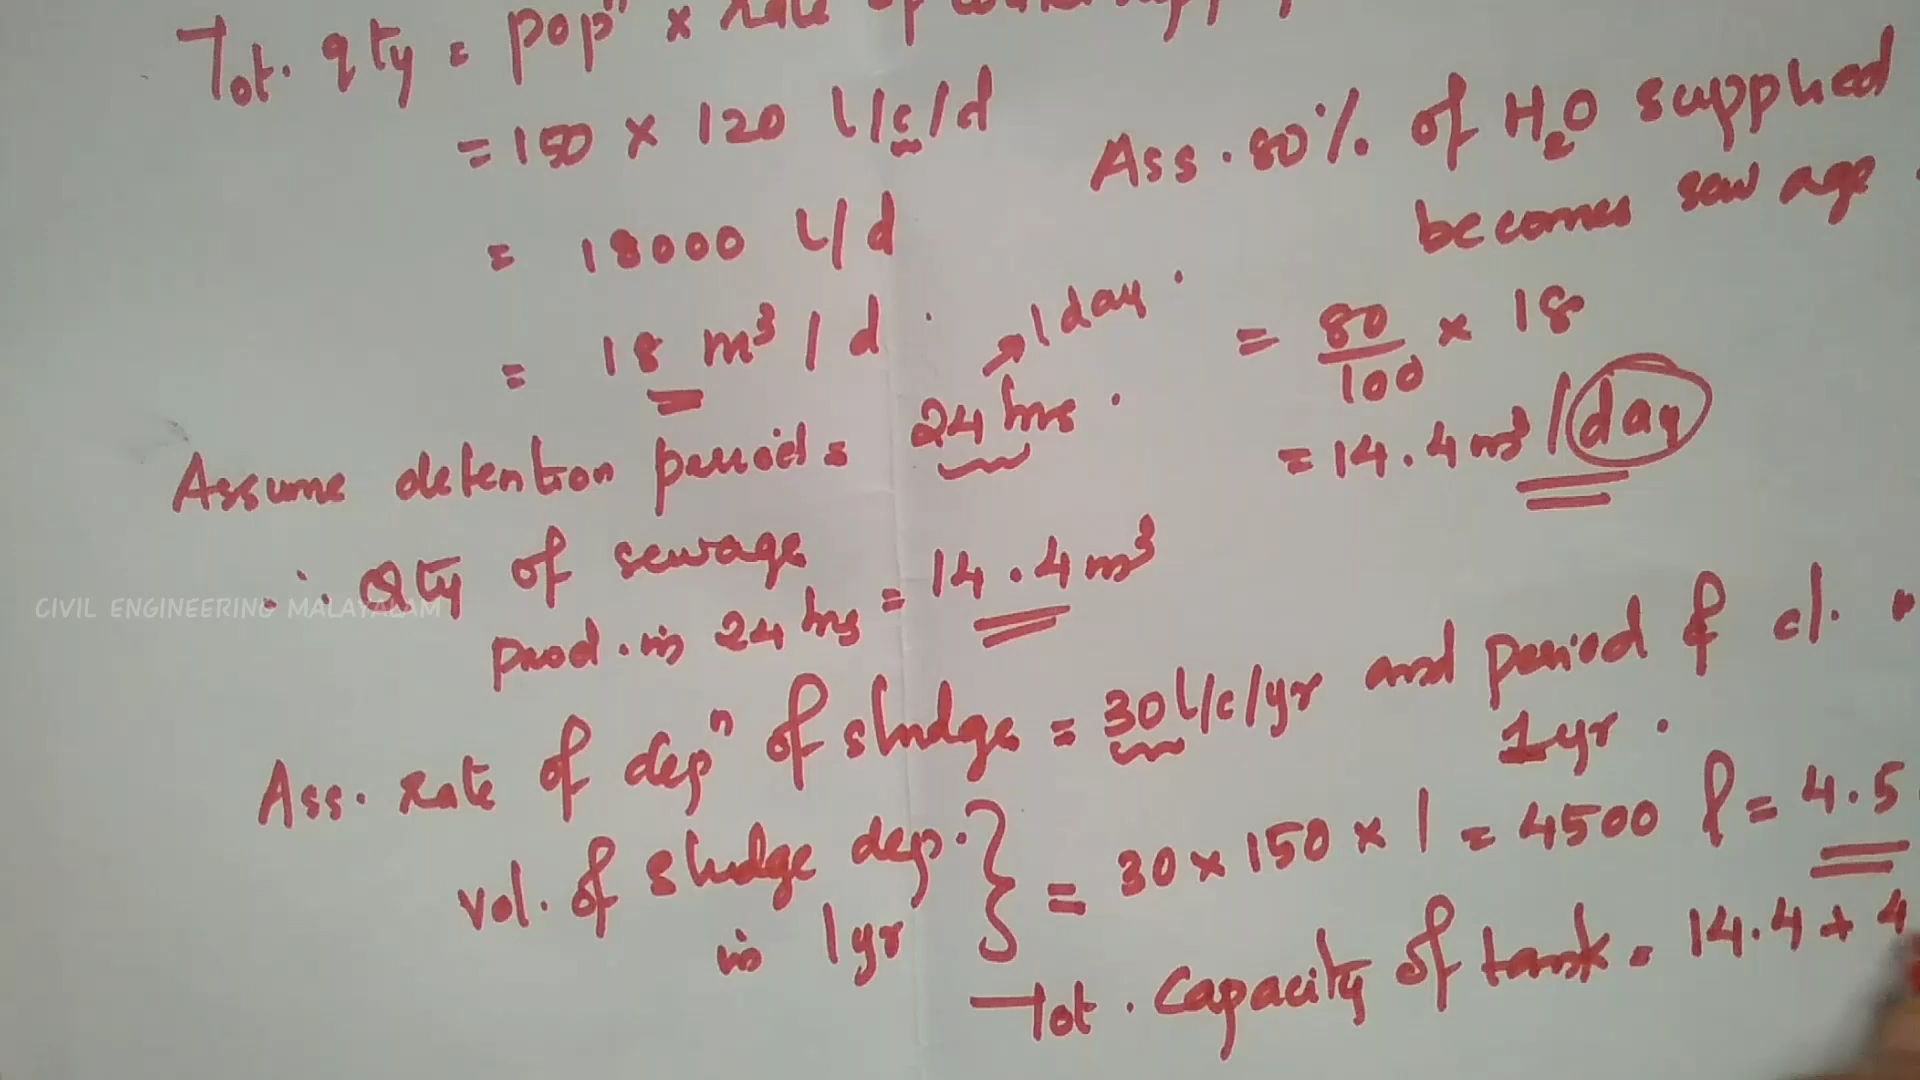 Tot. qty = popⁿ x rate of
= 150 x 120 l/c/d
= 18000 l/d
= 18 m³/d.
Ass. 80% of H₂O supplied
becomes sewage.
= 80/100 x 18
= 14.4 m³/day
Assume detention period = 24 hrs. → 1 day.
∴ Qty of sewage
prod. in 24 hrs = 14.4 m³
Ass. rate of depⁿ of sludge = 30 l/c/yr and period of cl.
1 yr.
vol. of sludge dep.
in 1 yr } = 30 x 150 x 1 = 4500 l = 4.5
Tot. capacity of tank = 14.4 + 4
CIVIL ENGINEERING MALAYALAM